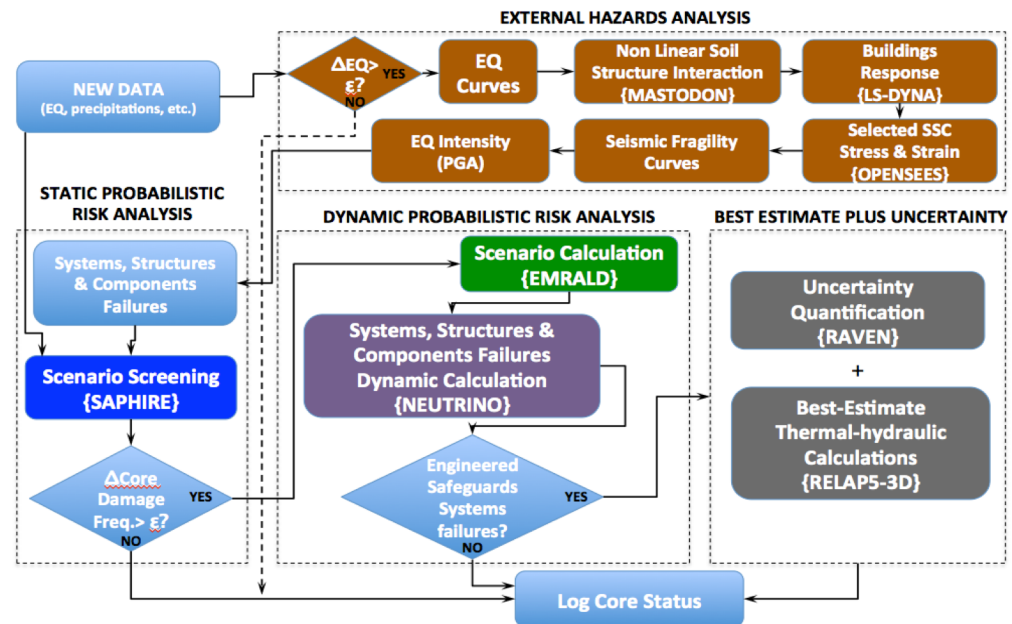 EXTERNAL HAZARDS ANALYSIS
NEW DATA
(EQ, precipitations, etc.)
ΔEQ>
ε?
YES
NO
EQ
Curves
Non Linear Soil
Structure Interaction
{MASTODON}
Buildings
Response
{LS-DYNA}
EQ Intensity
(PGA)
Seismic Fragility
Curves
Selected SSC
Stress & Strain
{OPENSEES}
STATIC PROBABILISTIC
RISK ANALYSIS
Systems, Structures
& Components
Failures
Scenario Screening
{SAPHIRE}
ΔCore
Damage
Freq.> ε?
YES
NO
DYNAMIC PROBABILISTIC RISK ANALYSIS
Scenario Calculation
{EMRALD}
Systems, Structures &
Components Failures
Dynamic Calculation
{NEUTRINO}
Engineered
Safeguards
Systems
failures?
YES
NO
BEST ESTIMATE PLUS UNCERTAINTY
Uncertainty
Quantification
{RAVEN}
+
Best-Estimate
Thermal-hydraulic
Calculations
{RELAP5-3D}
Log Core Status